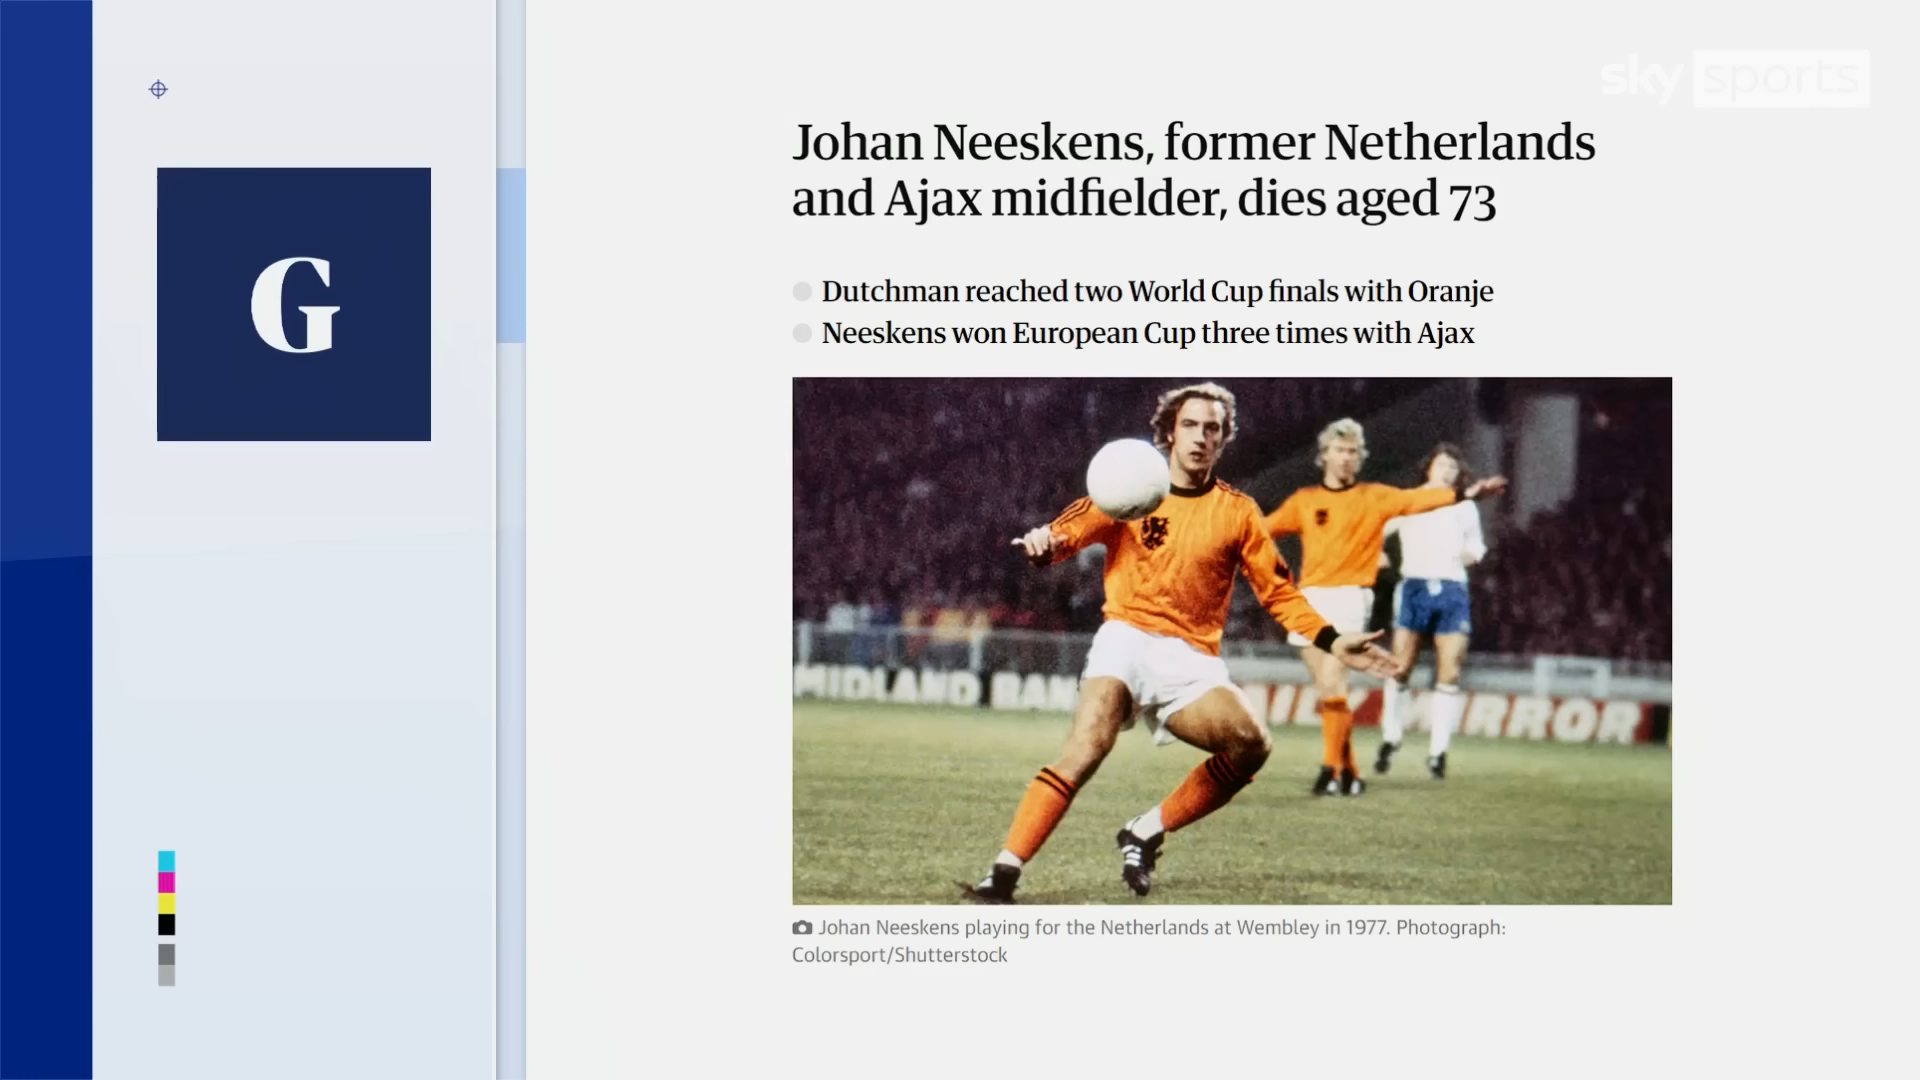 sky sports
G
Johan Neeskens, former Netherlands
and Ajax midfielder, dies aged 73
Dutchman reached two World Cup finals with Oranje
Neeskens won European Cup three times with Ajax
MIDLAND BAN
MIRROR
Johan Neeskens playing for the Netherlands at Wembley in 1977. Photograph:
Colorsport/Shutterstock